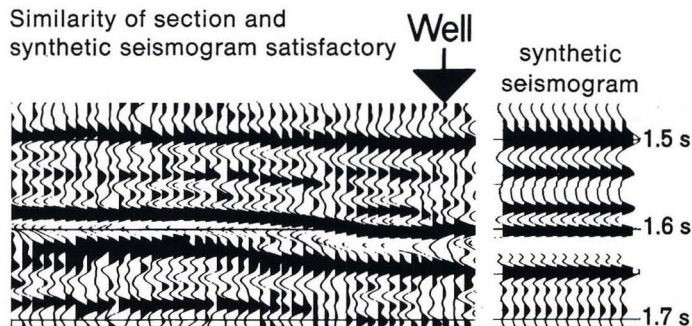 Similarity of section and
synthetic seismogram satisfactory
Well
synthetic
seismogram
1.5 s
1.6 s
1.7 s